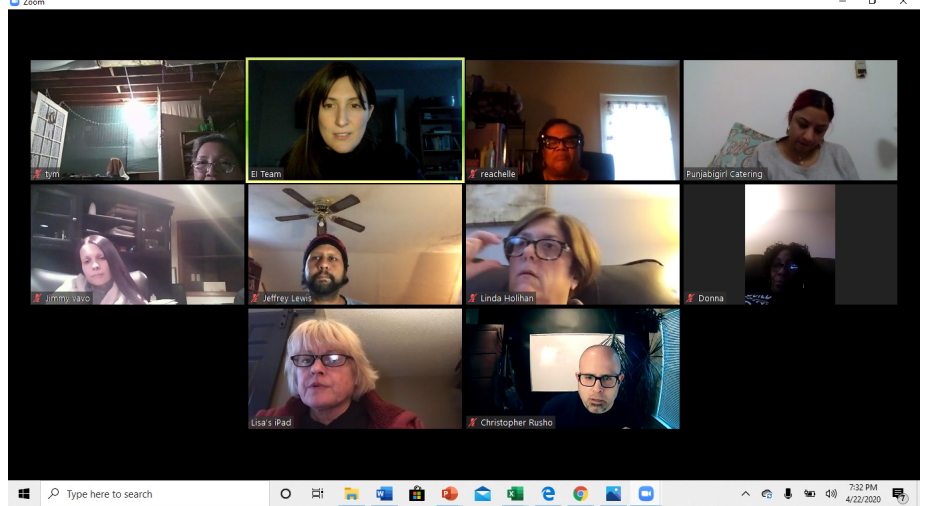 Zoom
tym
EI Team
reachelle
Punjabigirl Catering
Jimmy vavo
Jeffrey Lewis
Linda Holihan
Donna
Lisa's iPad
Christopher Rusho
Type here to search
7:32 PM
4/22/2020